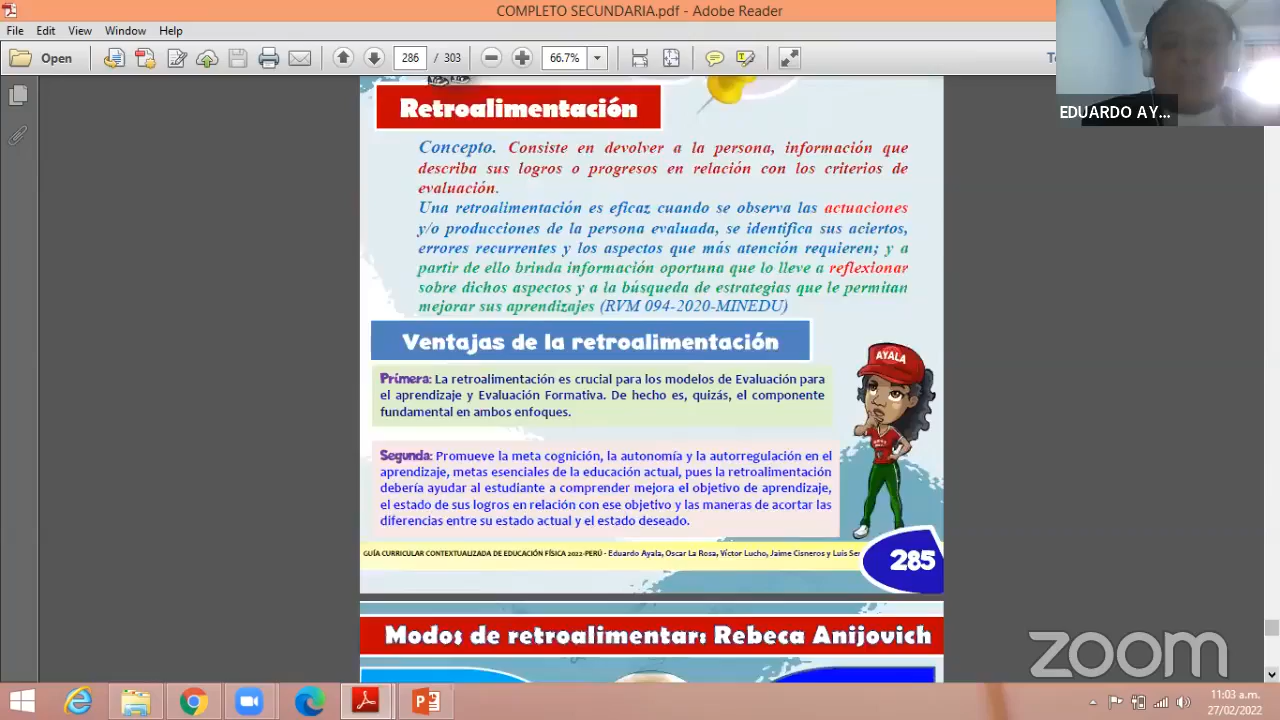 COMPLETO SECUNDARIA.pdf - Adobe Reader
File Edit View Window Help
Open 286 / 303 66.7%
EDUARDO AY...
Retroalimentación
Concepto. Consiste en devolver a la persona, información que
describa sus logros o progresos en relación con los criterios de
evaluación.
Una retroalimentación es eficaz cuando se observa las actuaciones
y/o producciones de la persona evaluada, se identifica sus aciertos,
errores recurrentes y los aspectos que más atención requieren; y a
partir de ello brinda información oportuna que lo lleve a reflexionar
sobre dichos aspectos y a la búsqueda de estrategias que le permitan
mejorar sus aprendizajes (RVM 094-2020-MINEDU)
Ventajas de la retroalimentación
Primera: La retroalimentación es crucial para los modelos de Evaluación para
el aprendizaje y Evaluación Formativa. De hecho es, quizás, el componente
fundamental en ambos enfoques.
AYALA
Segunda: Promueve la meta cognición, la autonomía y la autorregulación en el
aprendizaje, metas esenciales de la educación actual, pues la retroalimentación
debería ayudar al estudiante a comprender mejora el objetivo de aprendizaje,
el estado de sus logros en relación con ese objetivo y las maneras de acortar las
diferencias entre su estado actual y el estado deseado.
GUÍA CURRICULAR CONTEXTUALIZADA DE EDUCACIÓN FÍSICA 2022-PERÚ - Eduardo Ayala, Oscar La Rosa, Víctor Lucho, Jaime Cisneros y Luis Ser
285
Modos de retroalimentar: Rebeca Anijovich
zoom
11:03 a.m.
27/02/2022